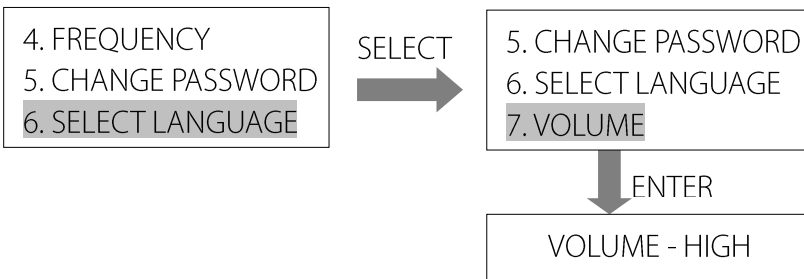 4. FREQUENCY
5. CHANGE PASSWORD
6. SELECT LANGUAGE
SELECT
5. CHANGE PASSWORD
6. SELECT LANGUAGE
7. VOLUME
ENTER
VOLUME - HIGH